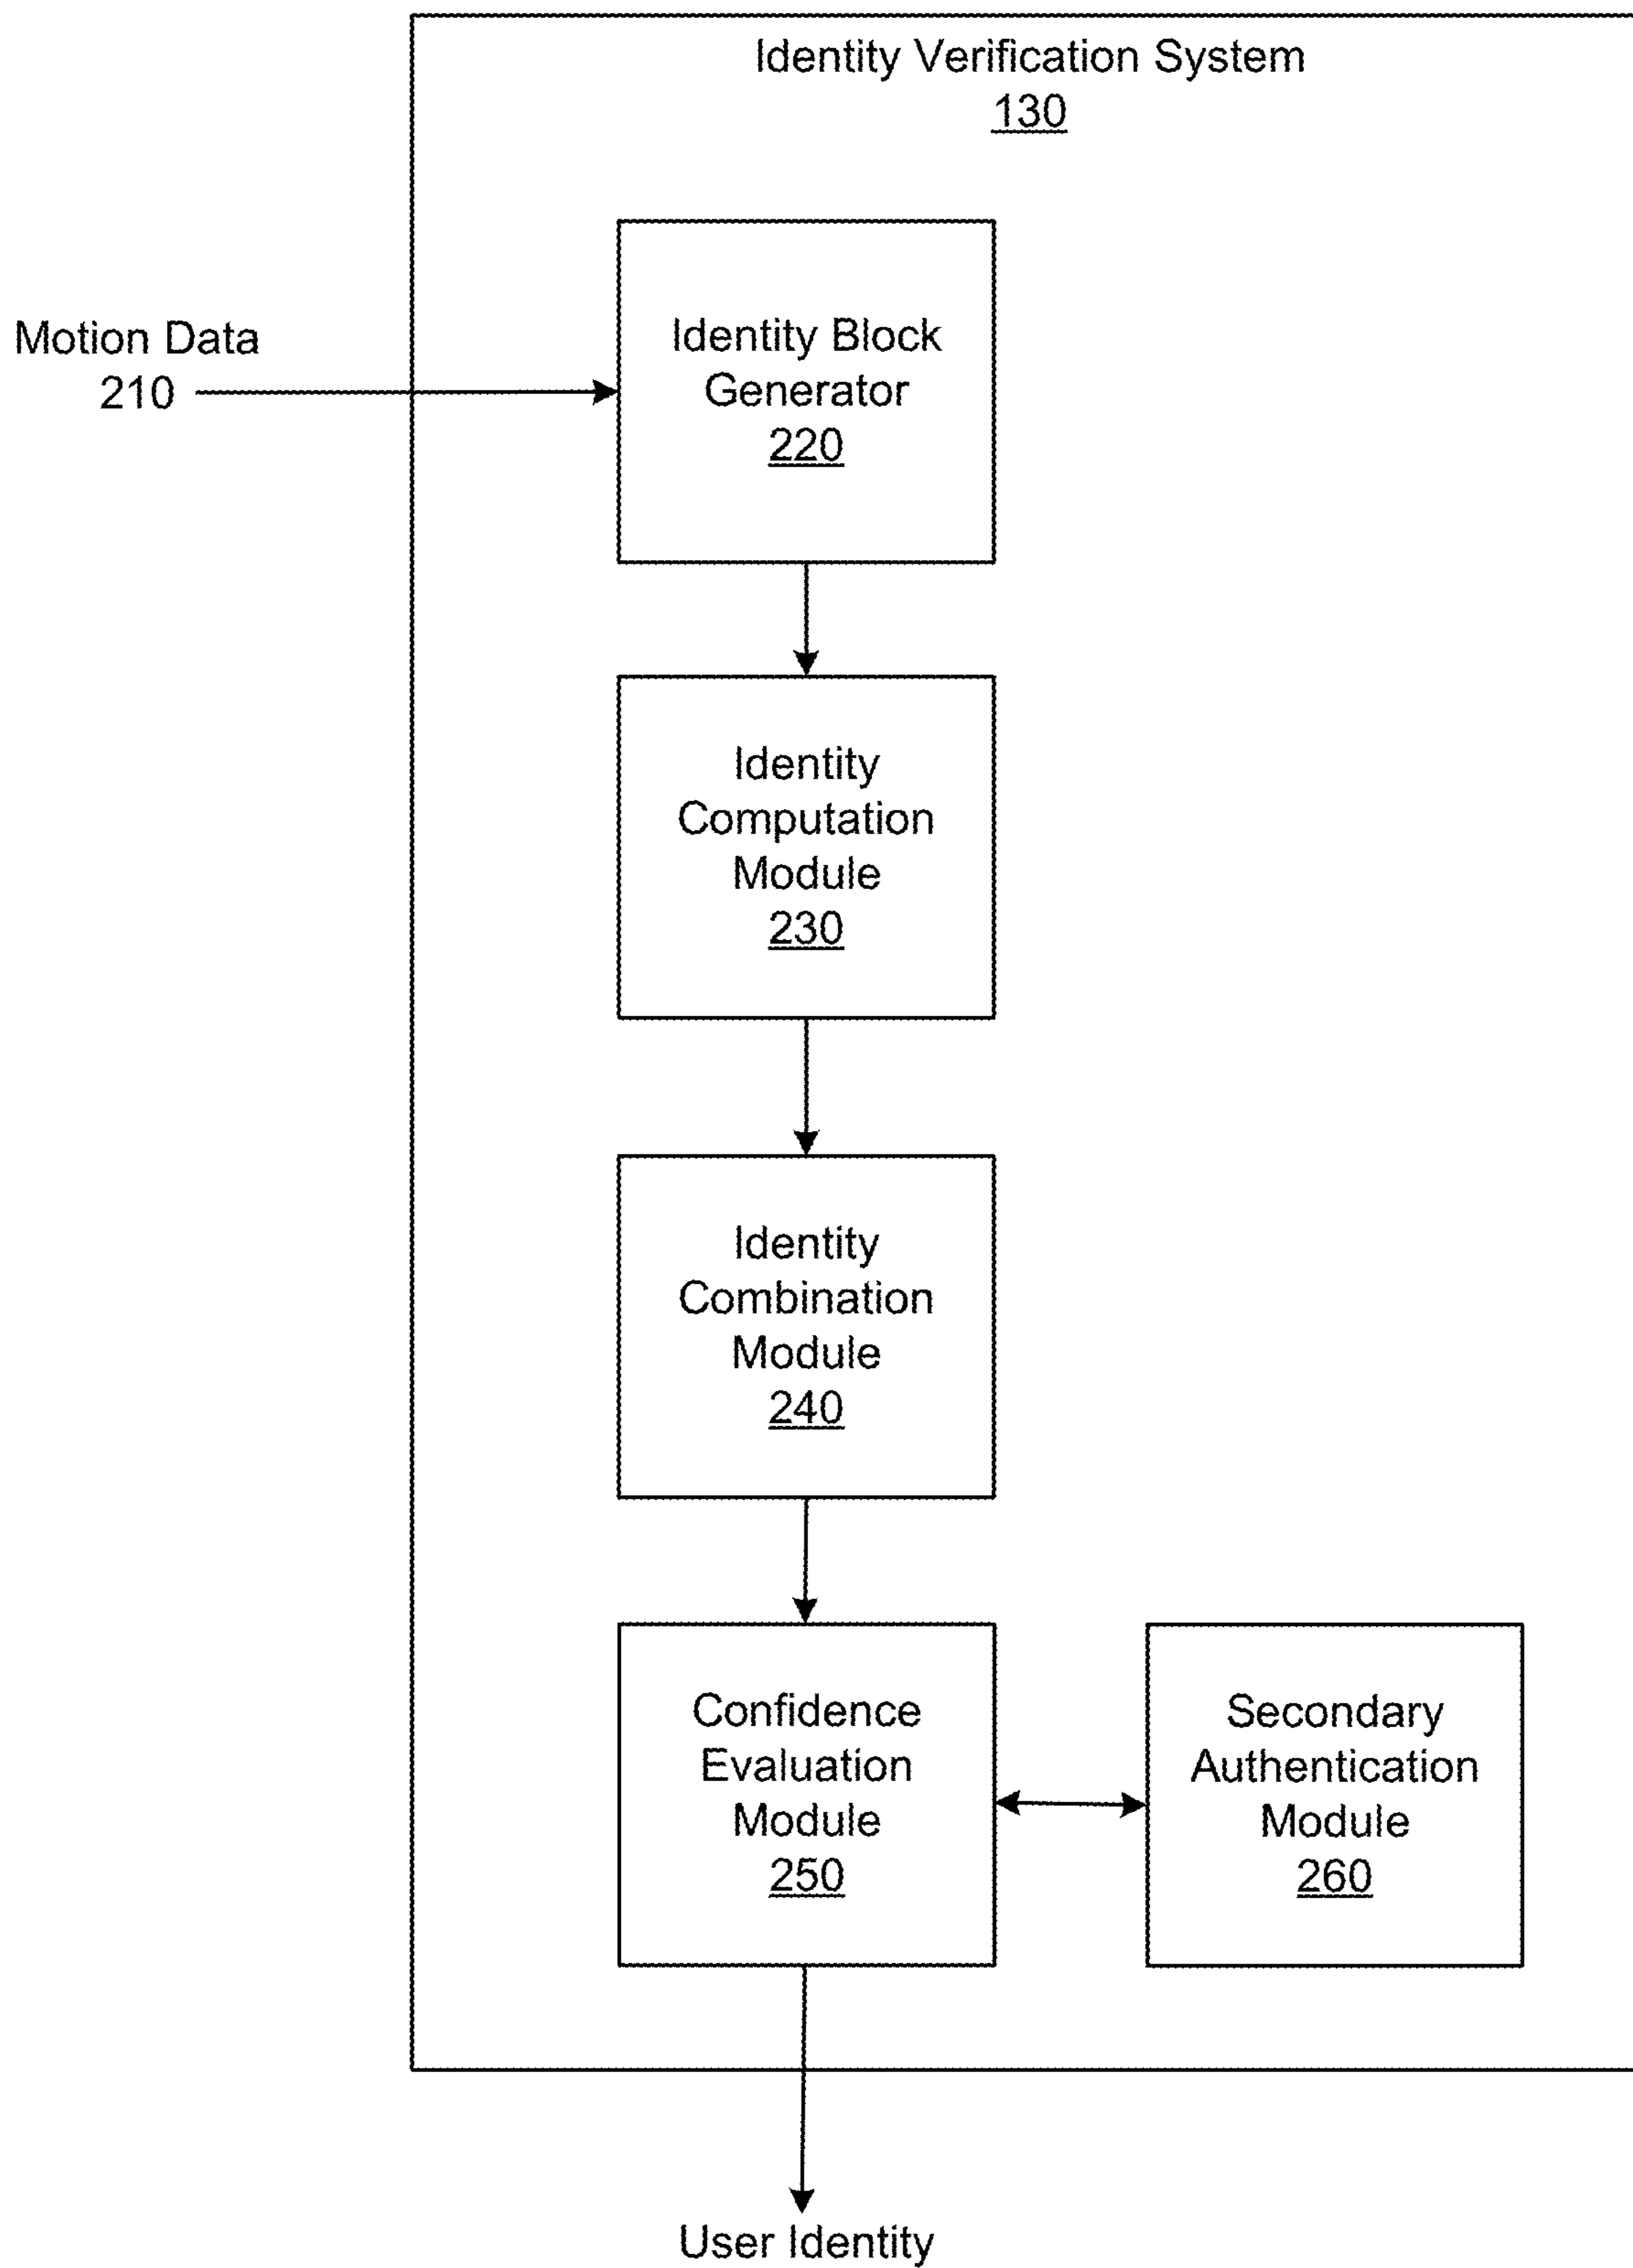 Identity Verification System
130
Motion Data
210
Identity Block
Generator
220
Identity
Computation
Module
230
Identity
Combination
Module
240
Confidence
Evaluation
Module
250
Secondary
Authentication
Module
260
User Identity